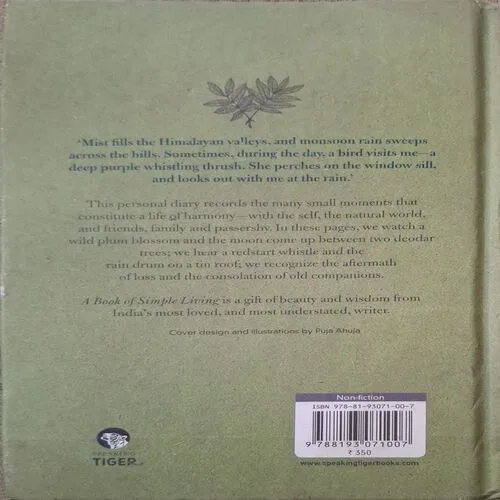 'Mist fills the Himalayan valleys, and monsoon rain sweeps
across the hills. Sometimes, during the day, a bird visits me—a
deep purple whistling thrush. She perches on the window sill,
and looks out with me at the rain.'
This personal diary records the many small moments that
constitute a life of harmony—with the self, the natural world,
and friends, family and passersby. In these pages, we watch a
wild plum blossom and the moon come up between two deodar
trees; we hear a redstart whistle and the
rain drum on a tin roof; we recognize the aftermath
of loss and the consolation of old companions.
A Book of Simple Living is a gift of beauty and wisdom from
India's most loved, and most understated, writer.
Cover design and illustrations by Puja Ahuja
Non-fiction
ISBN 978-81-93071-00-7
9 788193 071007
₹ 350
SPEAKING
TIGER
www.speakingtigerbooks.com